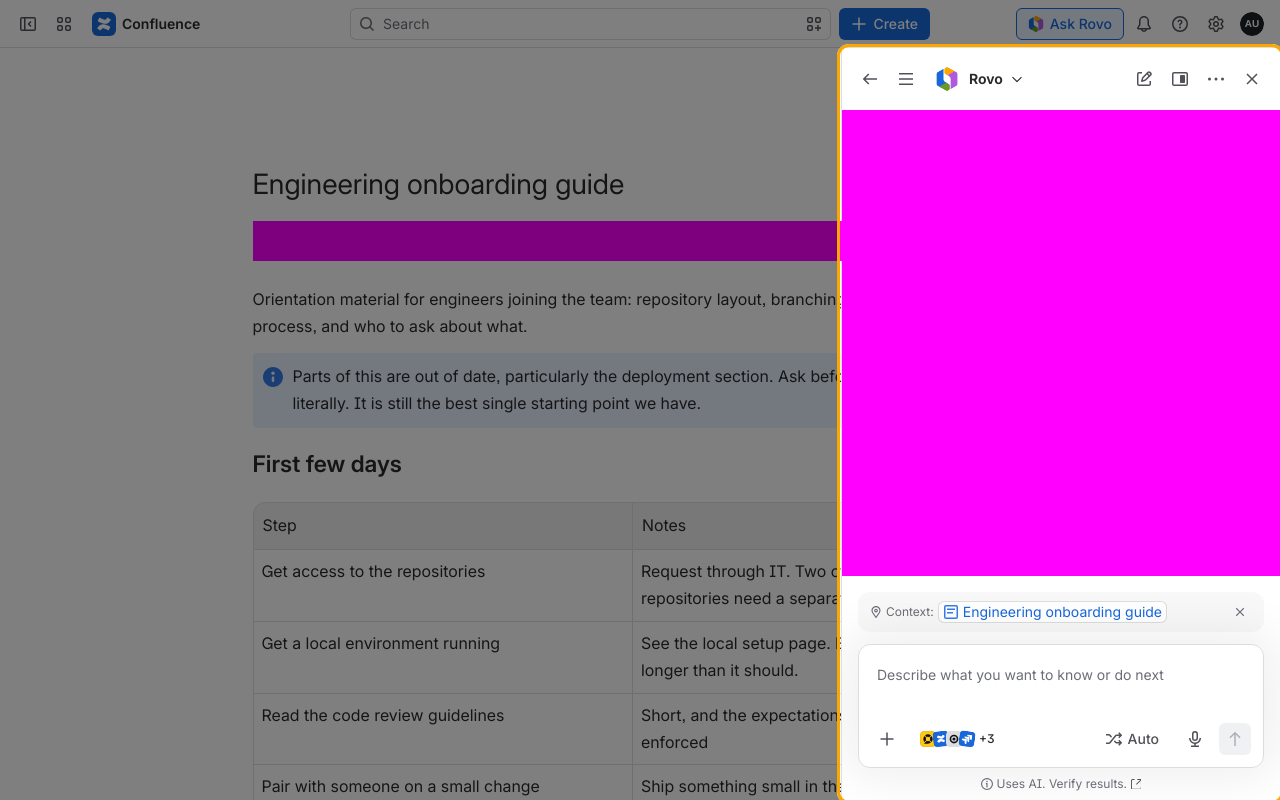 Confluence
Search
Create
Ask Rovo
AU
Rovo
Engineering onboarding guide
Orientation material for engineers joining the team: repository layout, branching
process, and who to ask about what.
Parts of this are out of date, particularly the deployment section. Ask
literally. It is still the best single starting point we have.
First few days
Step
Notes
Get access to the repositories
Request through IT. Two
repositories need a
Get a local environment running
See the local setup page.
longer than it should.
Read the code review guidelines
Short, and the
enforced
Pair with someone on a small change
Ship something small in
Context:
Engineering onboarding guide
Describe what you want to know or do next
+3
Auto
Uses AI. Verify results.